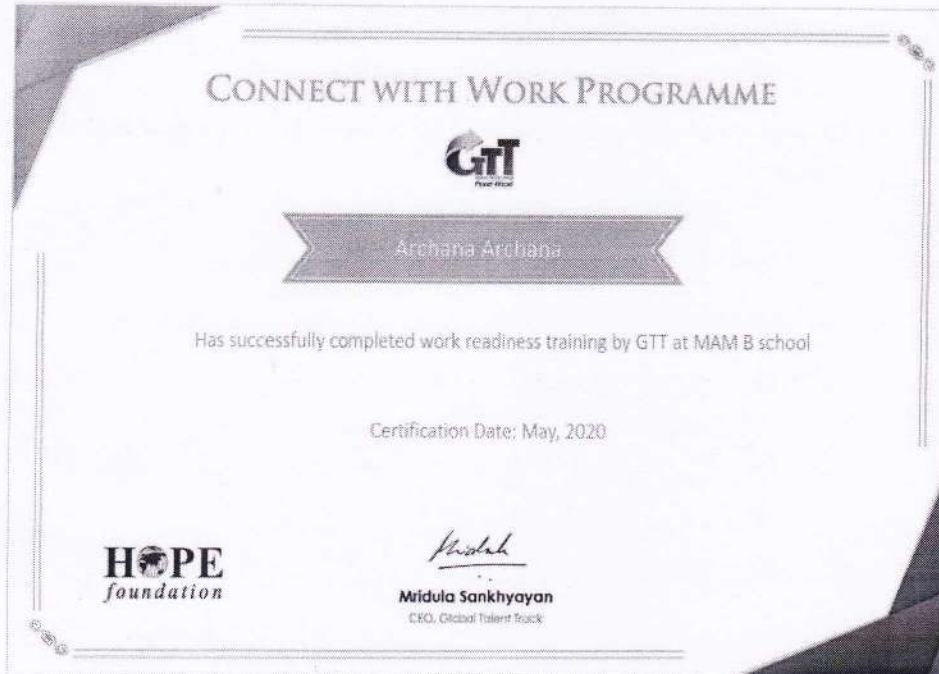 CONNECT WITH WORK PROGRAMME
GTT
Archana Archana
Has successfully completed work readiness training by GTT at MAM B school
Certification Date: May, 2020
HOPE
foundation
Mridula Sankhyayan
CEO, Global Talent Track